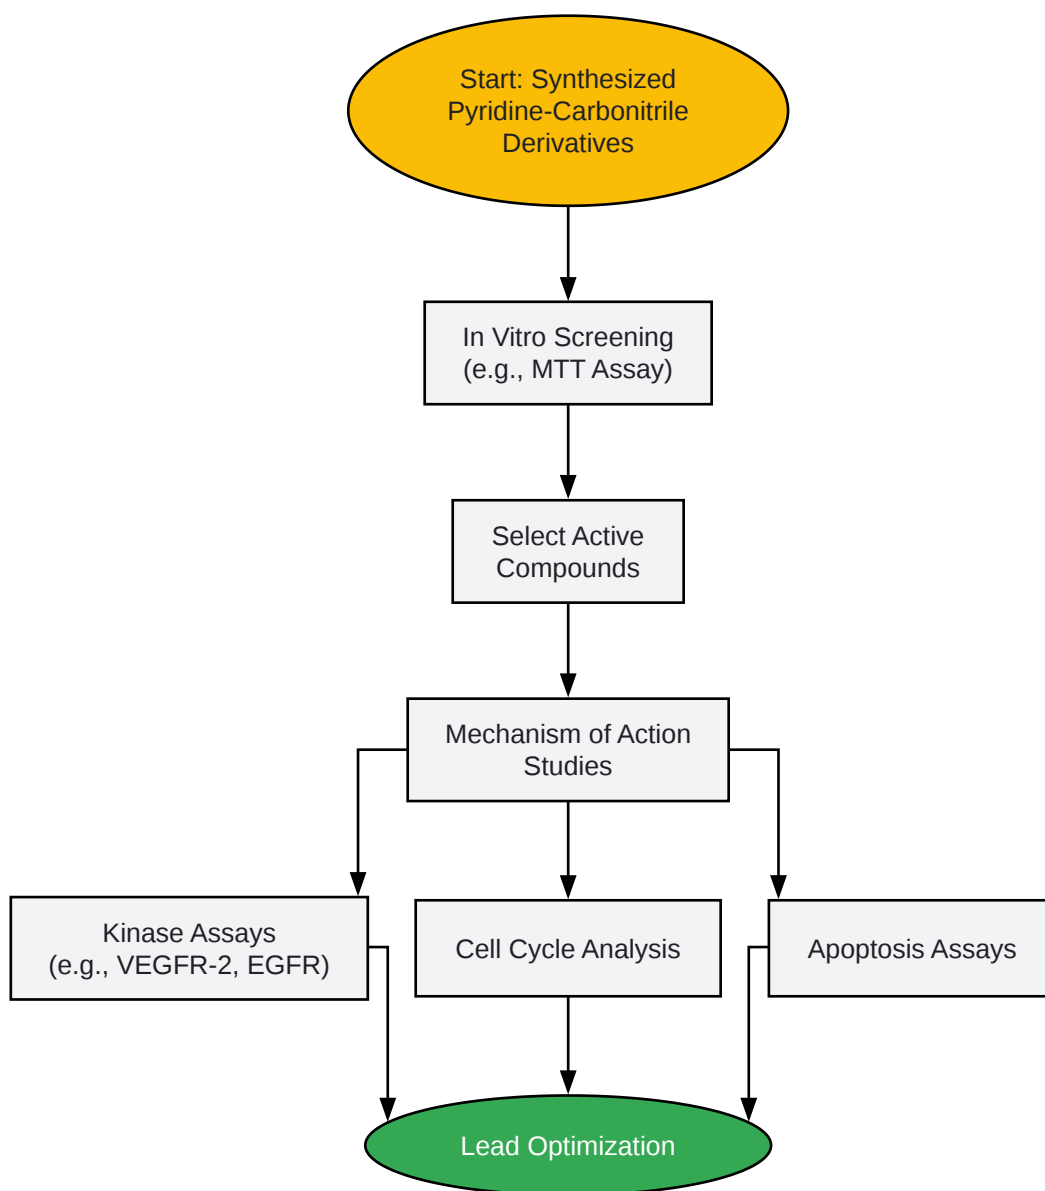 Start: Synthesized
Pyridine-Carbonitrile
Derivatives
In Vitro Screening
(e.g., MTT Assay)
Select Active
Compounds
Mechanism of Action
Studies
Kinase Assays
(e.g., VEGFR-2, EGFR)
Cell Cycle Analysis
Apoptosis Assays
Lead Optimization